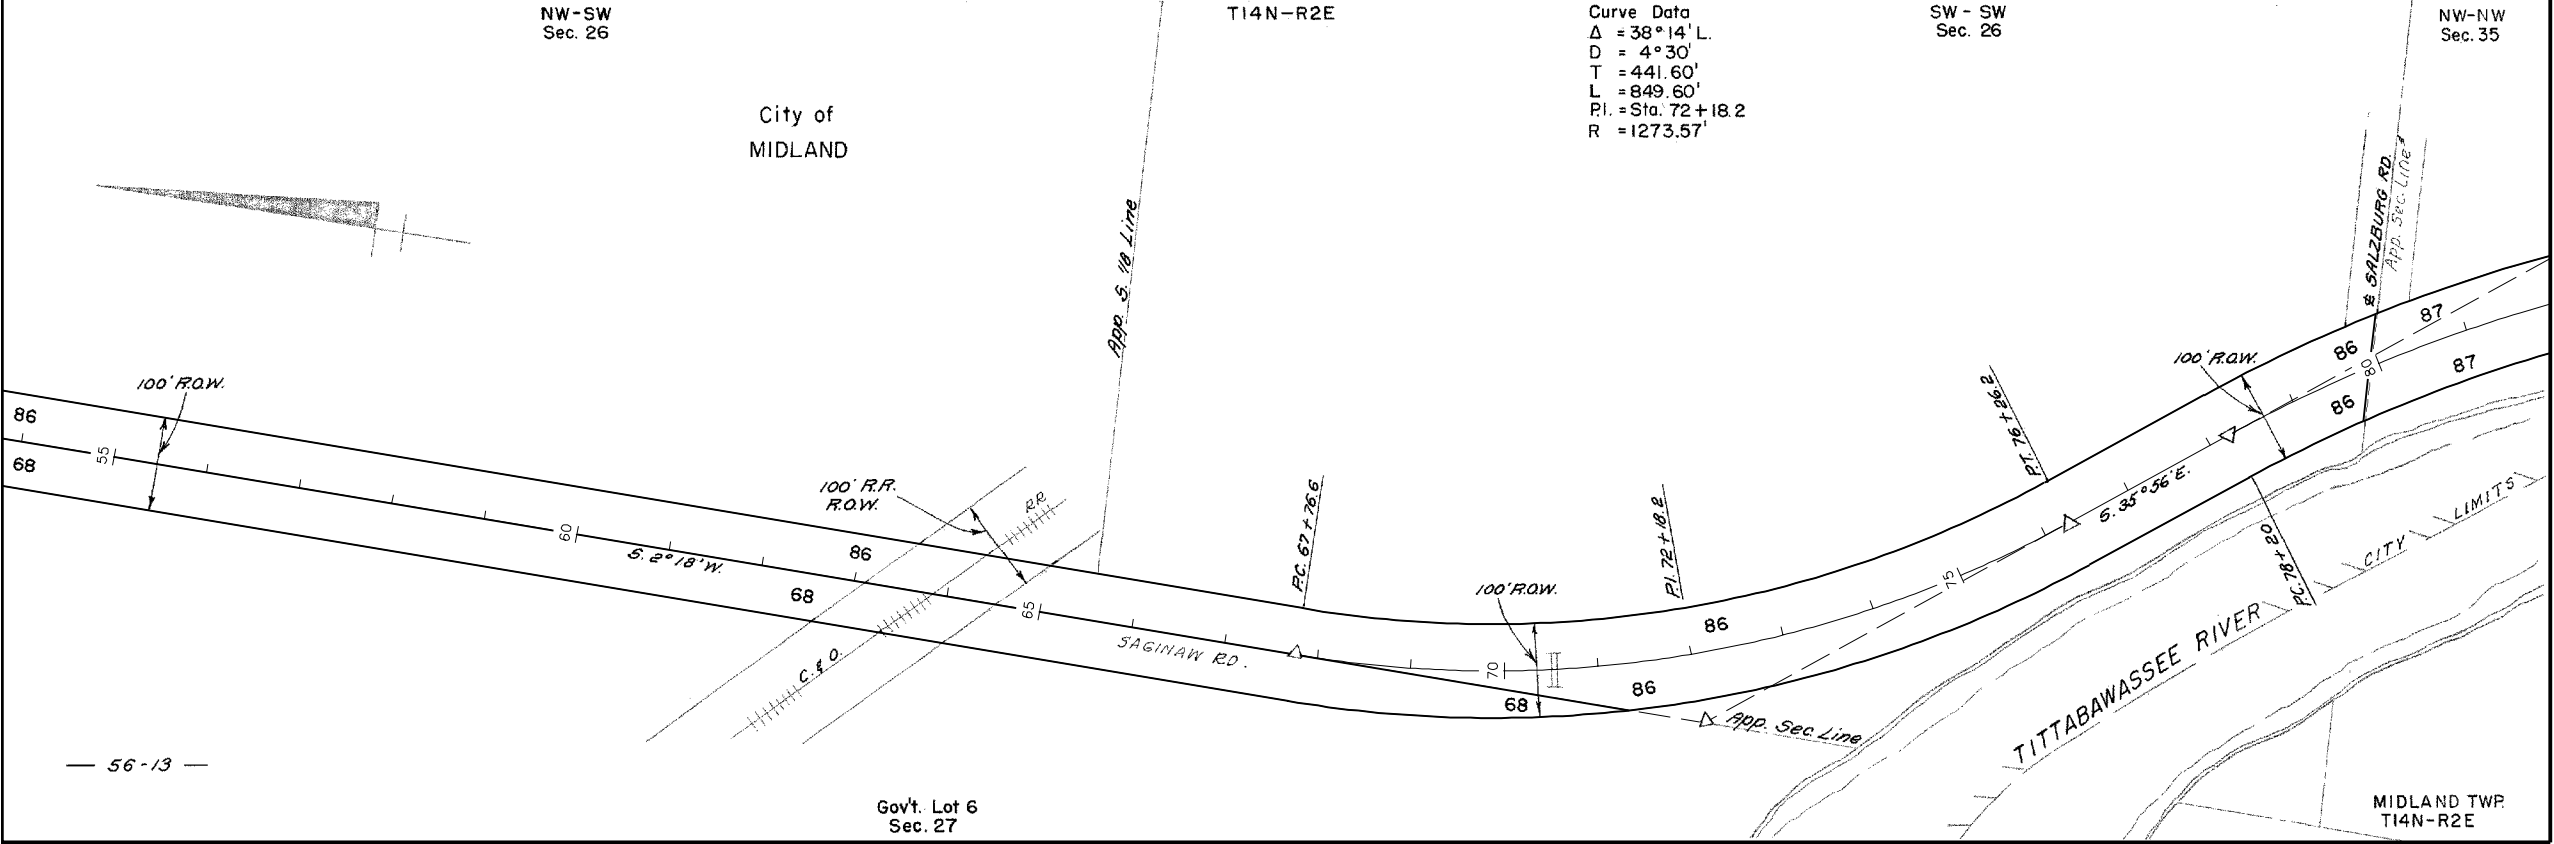 NW-SW
Sec. 26
T14N-R2E
Curve Data
Δ = 38° 14' L.
D = 4° 30'
T = 441.60'
L = 849.60'
P.I. = Sta. 72+18.2
R = 1273.57'
SW - SW
Sec. 26
NW-NW
Sec. 35
City of
MIDLAND
App. S. 1/8 Line
℄ SALZBURG RD.
App. Sec. Line
100' R.O.W.
86
68
55
60
S. 2° 18' W.
100' R.R.
R.O.W.
RR
86
68
65
C. & O.
SAGINAW RD.
P.C. 67 + 76.6
100' R.O.W.
70
68
86
86
P.I. 72 + 18.2
App. Sec. Line
75
P.T. 76 + 26.2
S. 35° 56' E.
100' R.O.W.
86
86
80
87
87
P.C. 78 + 20
CITY LIMITS
TITTABAWASSEE RIVER
56-13
Gov't. Lot 6
Sec. 27
MIDLAND TWP.
T14N-R2E